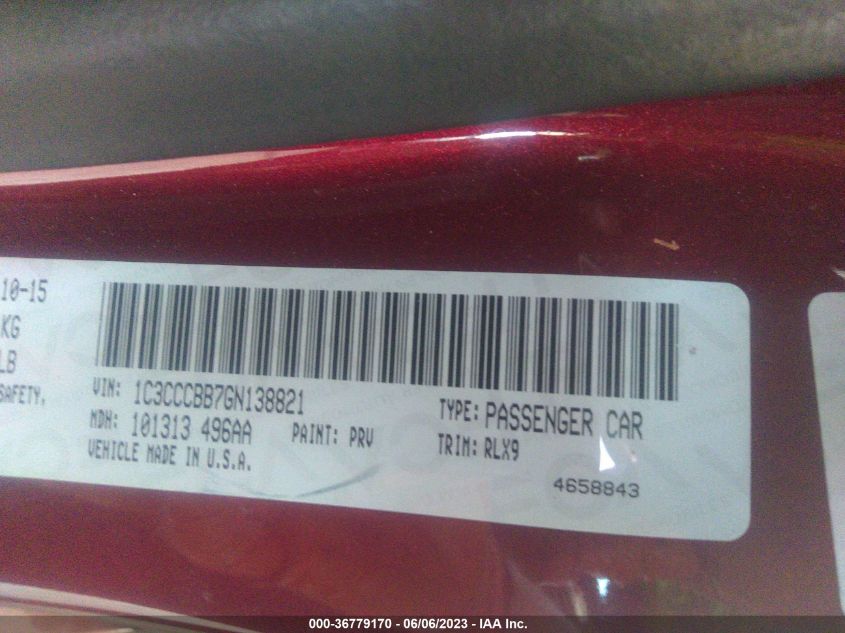 10-15
KG
LB
SAFETY.
VIN: 1C3CCCBB7GN138821
TYPE: PASSENGER CAR
MDH: 101313 496AA
PAINT: PRV
TRIM: RLX9
VEHICLE MADE IN U.S.A.
4658843
000-36779170 - 06/06/2023 - IAA Inc.